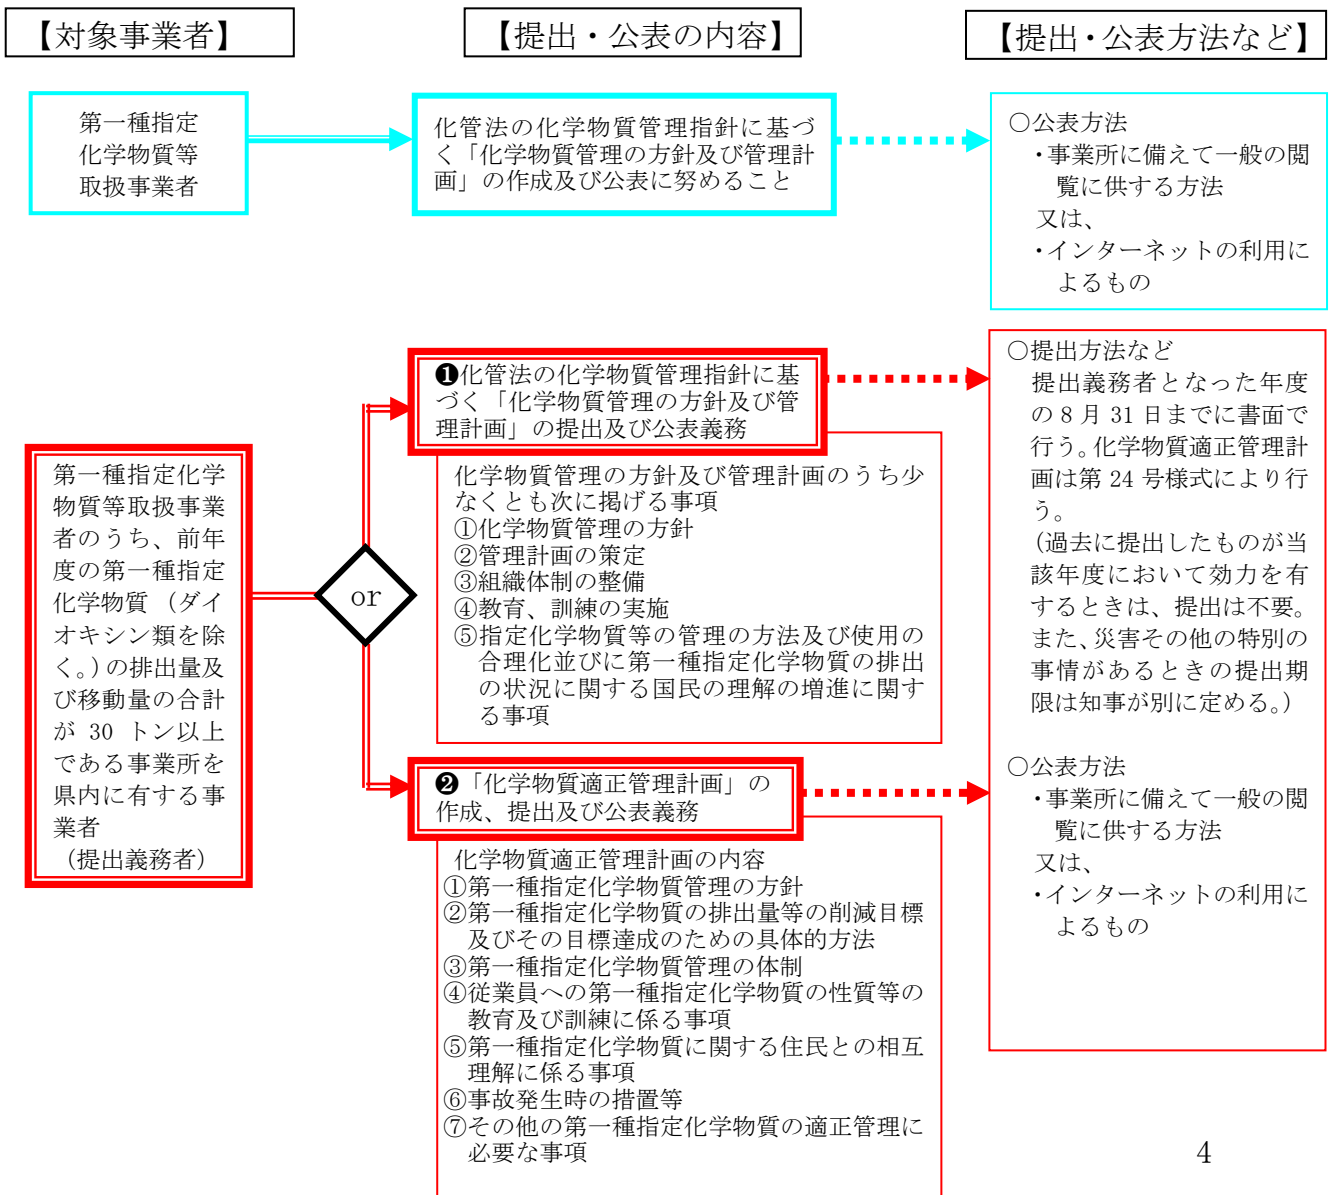 【対象事業者】
【提出・公表の内容】
【提出・公表方法など】
第一種指定
化学物質等
取扱事業者
化管法の化学物質管理指針に基づ
く「化学物質管理の方針及び管理計
画」の作成及び公表に努めること
○公表方法
・事業所に備えて一般の閲
覧に供する方法
又は、
・インターネットの利用に
よるもの
第一種指定化学
物質等取扱事業
者のうち、前年
度の第一種指定
化学物質（ダイ
オキシン類を除
く。）の排出量及
び移動量の合計
が 30 トン以上
である事業所を
県内に有する事
業者
（提出義務者）
or
❶化管法の化学物質管理指針に基
づく「化学物質管理の方針及び管
理計画」の提出及び公表義務
化学物質管理の方針及び管理計画のうち少
なくとも次に掲げる事項
①化学物質管理の方針
②管理計画の策定
③組織体制の整備
④教育、訓練の実施
⑤指定化学物質等の管理の方法及び使用の
合理化並びに第一種指定化学物質の排出
の状況に関する国民の理解の増進に関す
る事項
❷「化学物質適正管理計画」の
作成、提出及び公表義務
化学物質適正管理計画の内容
①第一種指定化学物質管理の方針
②第一種指定化学物質の排出量等の削減目標
及びその目標達成のための具体的方法
③第一種指定化学物質管理の体制
④従業員への第一種指定化学物質の性質等の
教育及び訓練に係る事項
⑤第一種指定化学物質に関する住民との相互
理解に係る事項
⑥事故発生時の措置等
⑦その他の第一種指定化学物質の適正管理に
必要な事項
○提出方法など
提出義務者となった年度
の 8 月 31 日までに書面で
行う。化学物質適正管理計
画は第 24 号様式により行
う。
（過去に提出したものが当
該年度において効力を有
するときは、提出は不要。
また、災害その他の特別の
事情があるときの提出期
限は知事が別に定める。）
○公表方法
・事業所に備えて一般の閲
覧に供する方法
又は、
・インターネットの利用に
よるもの
4